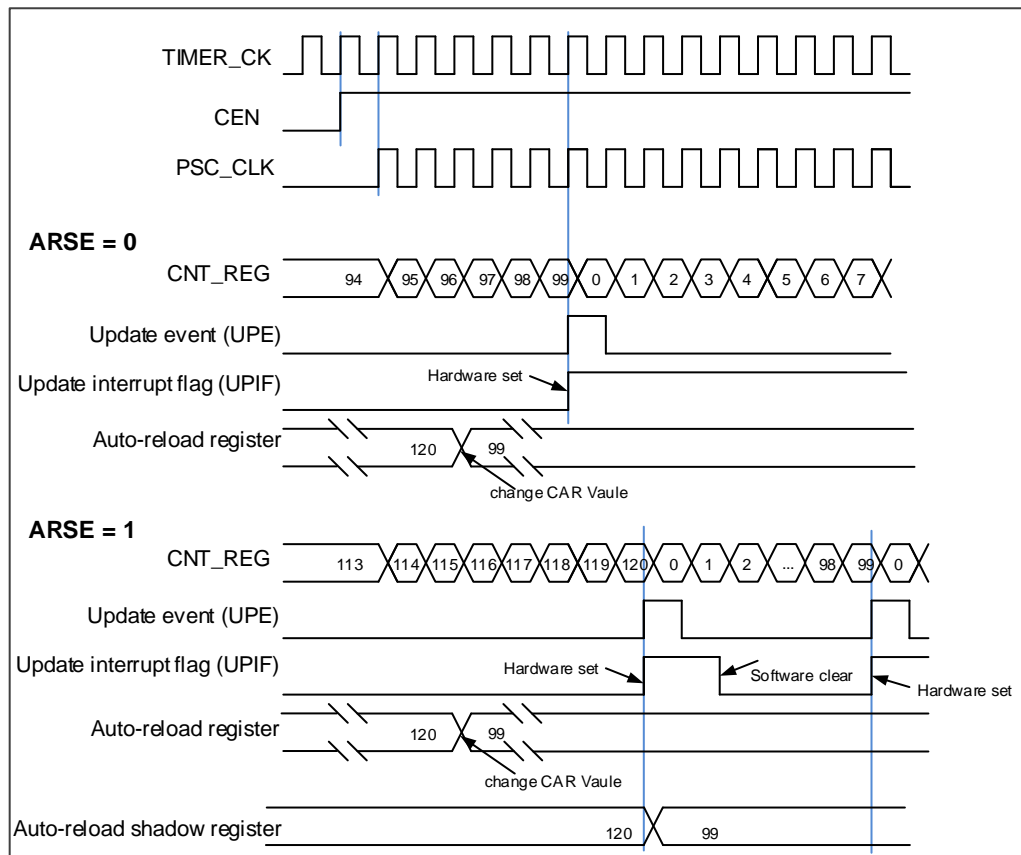 TIMER_CK
CEN
PSC_CLK
ARSE = 0
CNT_REG 94 95 96 97 98 99 0 1 2 3 4 5 6 7
Update event (UPE)
Hardware set
Update interrupt flag (UPIF)
Auto-reload register 120 99
change CAR Vaule
ARSE = 1
CNT_REG 113 114 115 116 117 118 119 120 0 1 2 ... 98 99 0
Update event (UPE)
Update interrupt flag (UPIF) Hardware set Software clear Hardware set
Auto-reload register 120 99
change CAR Vaule
Auto-reload shadow register 120 99